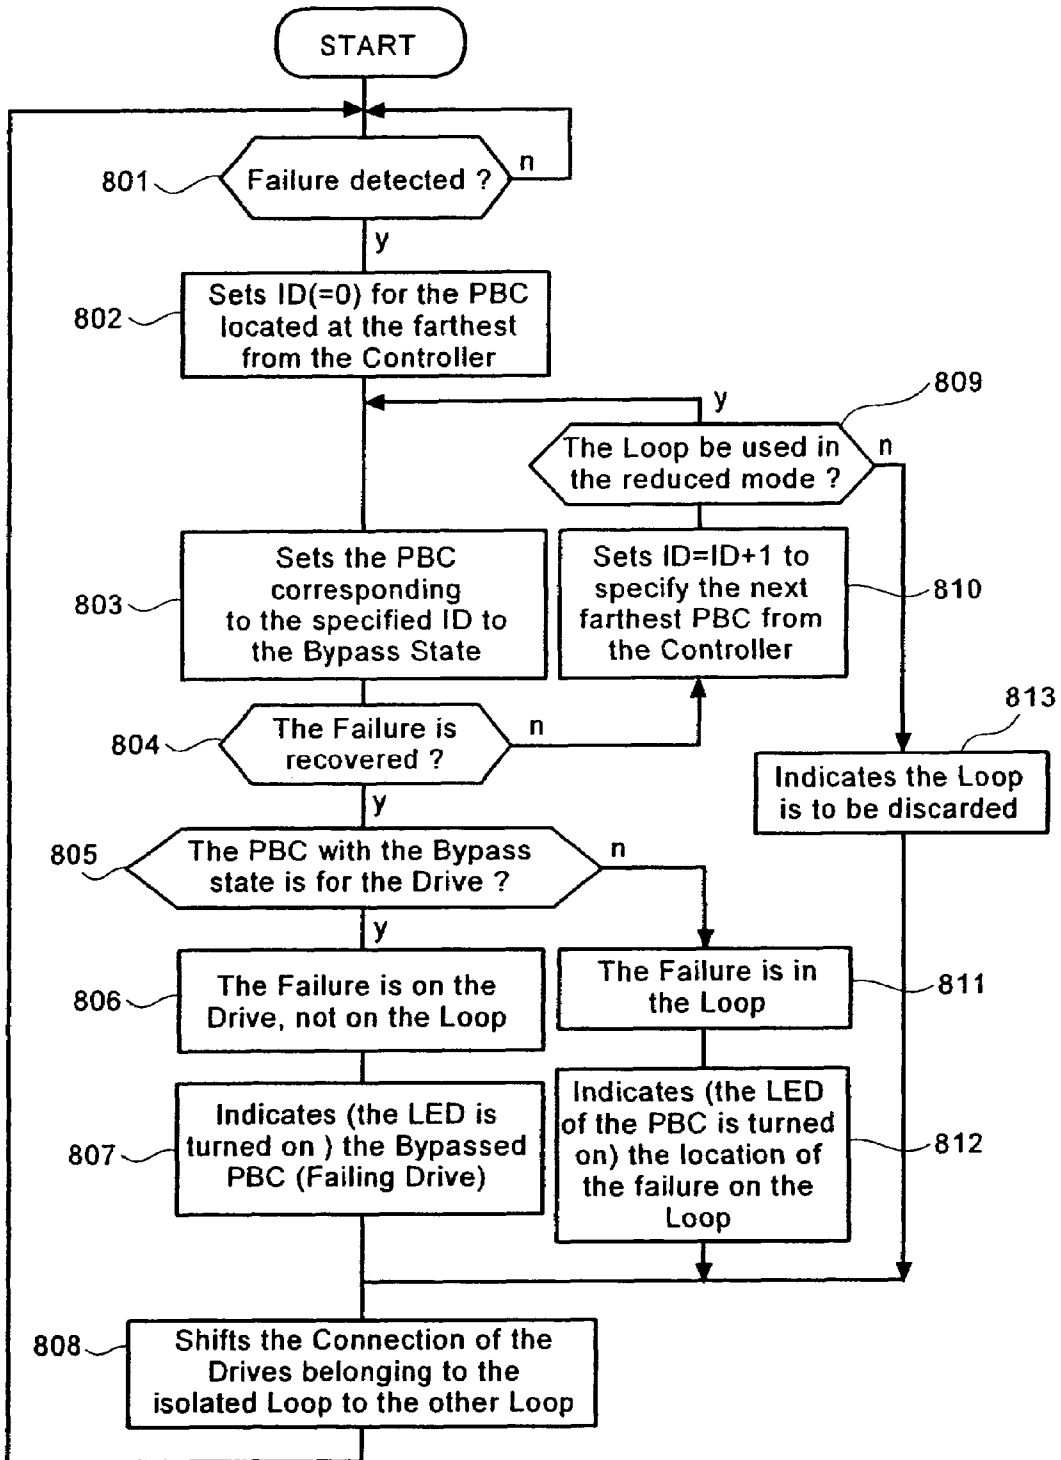 START
801
Failure detected ?
n
y
802
Sets ID(=0) for the PBC
located at the farthest
from the Controller
y
809
The Loop be used in
the reduced mode ?
n
803
Sets the PBC
corresponding
to the specified ID to
the Bypass State
Sets ID=ID+1 to
specify the next
farthest PBC from
the Controller
810
804
The Failure is
recovered ?
n
y
813
Indicates the Loop
is to be discarded
805
The PBC with the Bypass
state is for the Drive ?
n
y
806
The Failure is on the
Drive, not on the Loop
The Failure is in
the Loop
811
807
Indicates (the LED is
turned on ) the Bypassed
PBC (Failing Drive)
Indicates (the LED
of the PBC is turned
on) the location of
the failure on the
Loop
812
808
Shifts the Connection of the
Drives belonging to the
isolated Loop to the other Loop